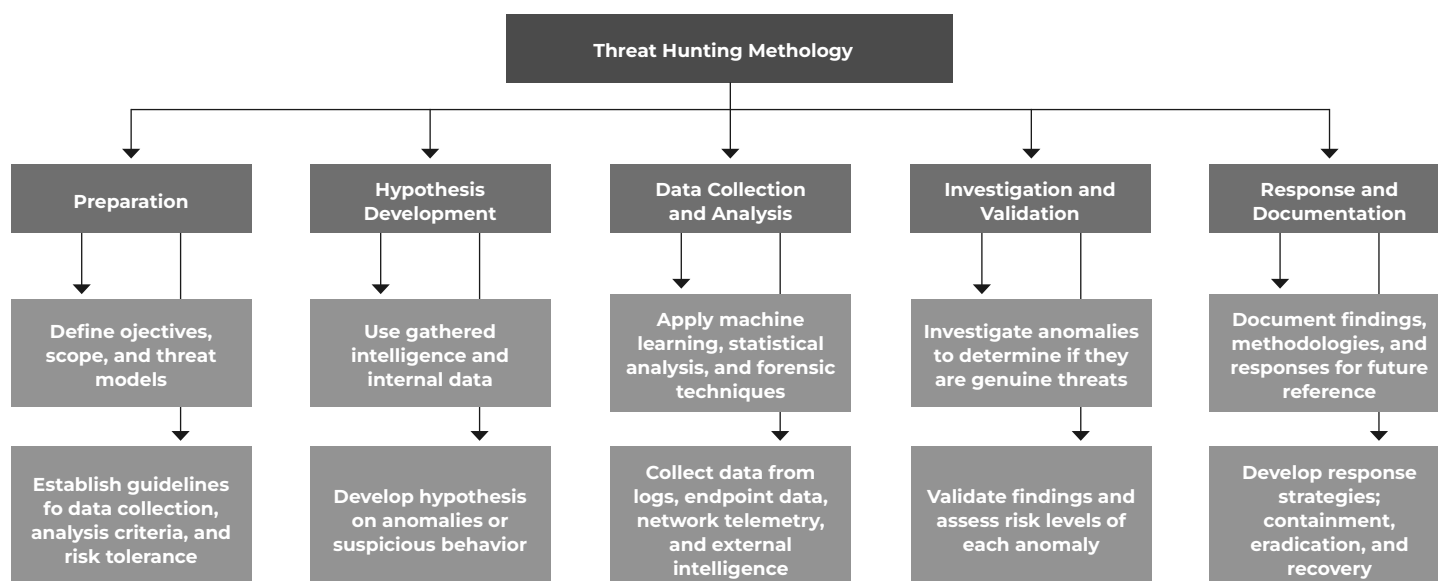 Threat Hunting Methology
Preparation
Hypothesis
Development
Data Collection
and Analysis
Investigation and
Validation
Response and
Documentation
Define ojectives,
scope, and threat
models
Use gathered
intelligence and
internal data
Apply machine
learning, statistical
analysis, and forensic
techniques
Investigate anomalies
to determine if they
are genuine threats
Document findings,
methodologies, and
responses for future
reference
Establish guidelines
fo data collection,
analysis criteria, and
risk tolerance
Develop hypothesis
on anomalies or
suspicious behavior
Collect data from
logs, endpoint data,
network telemetry,
and external
intelligence
Validate findings and
assess risk levels of
each anomaly
Develop response
strategies;
containment,
eradication, and
recovery